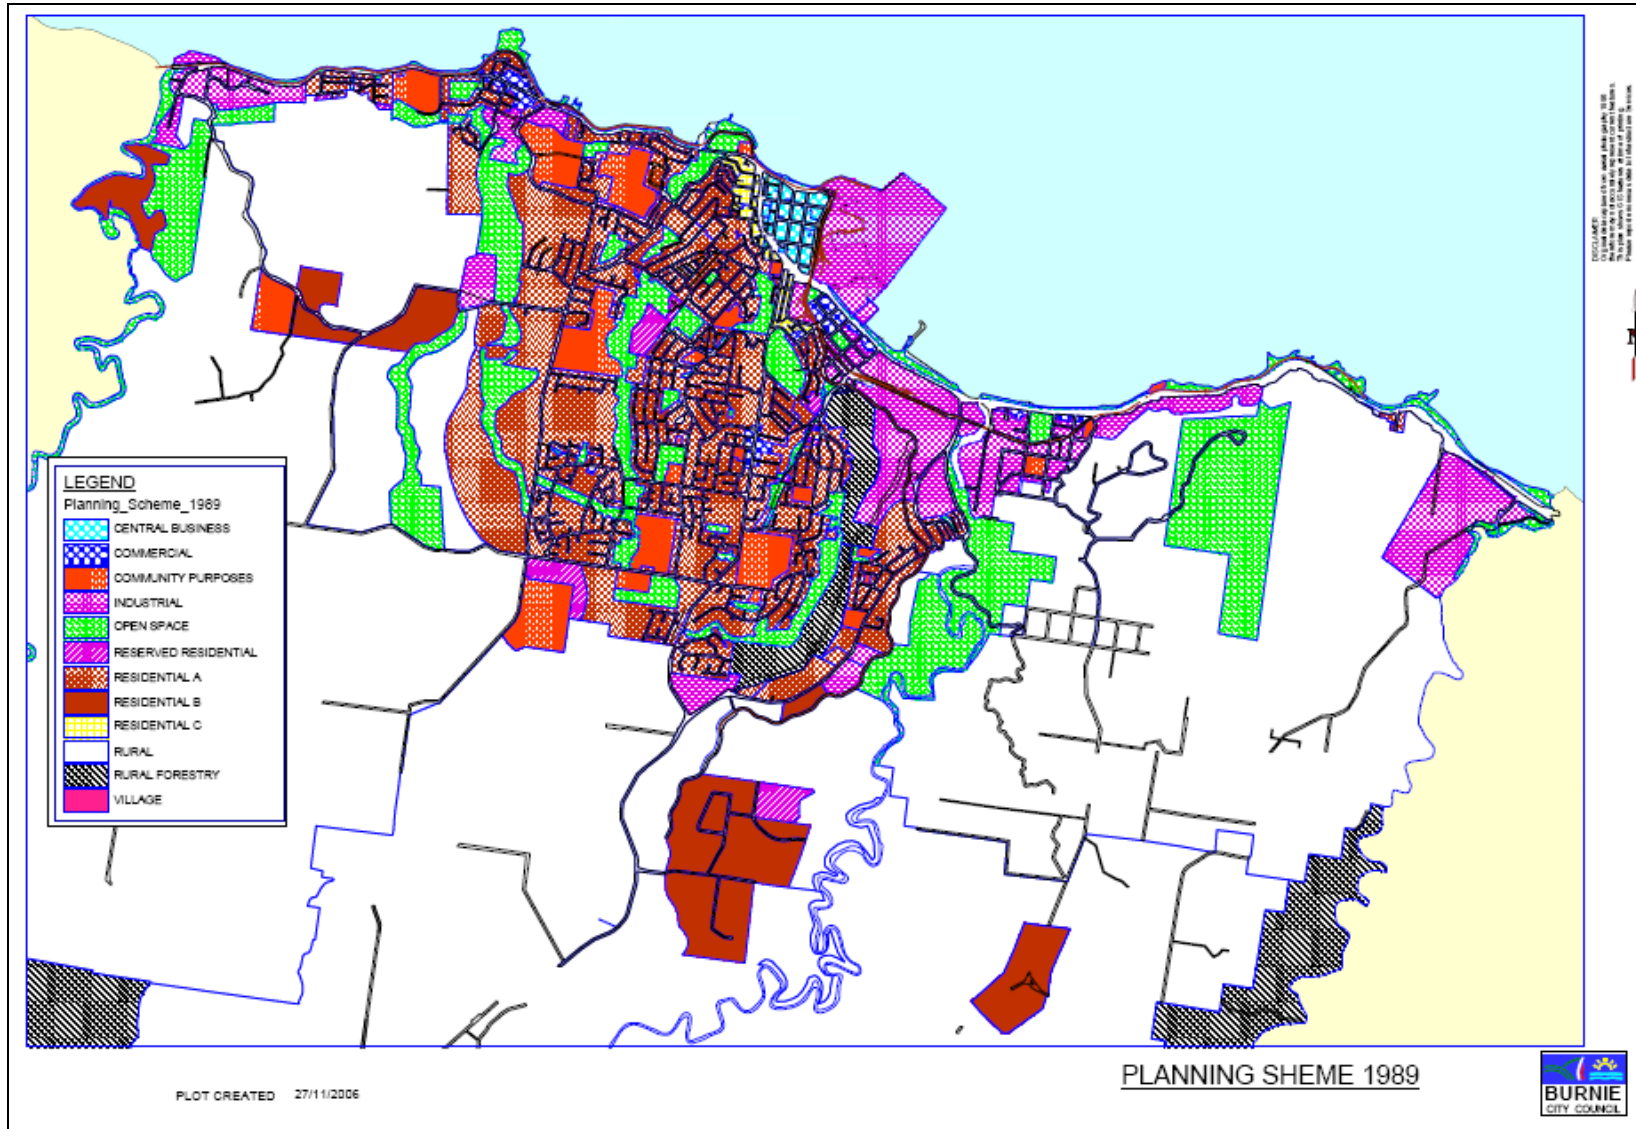 DISCLAIMER
LEGEND
Planning_Scheme_1989
CENTRAL BUSINESS
COMMERCIAL
COMMUNITY PURPOSES
INDUSTRIAL
OPEN SPACE
RESERVED RESIDENTIAL
RESIDENTIAL A
RESIDENTIAL B
RESIDENTIAL C
RURAL
RURAL FORESTRY
VILLAGE
PLOT CREATED 27/11/2006
PLANNING SHEME 1989
BURNIE
CITY COUNCIL